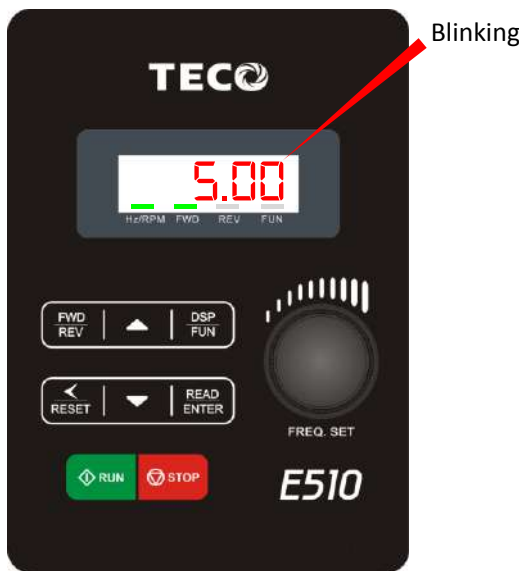 Blinking
TECO
5.00
Hz/RPM FWD REV FUN
FWD
REV
DSP
FUN
RESET
READ
ENTER
FREQ. SET
RUN STOP
E510